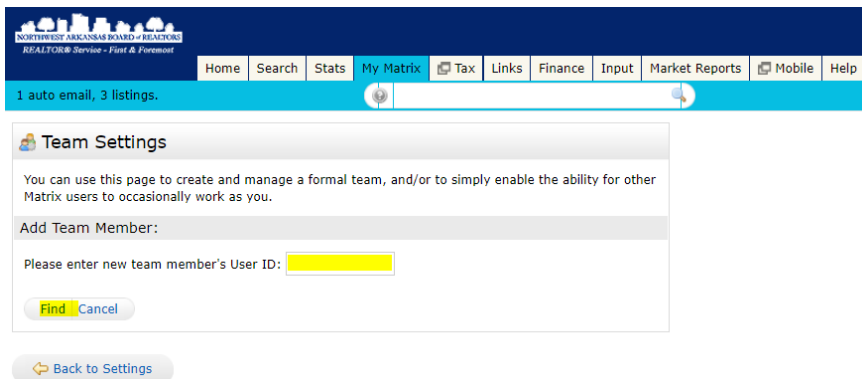 NORTHWEST ARKANSAS BOARD of REALTORS
REALTOR® Service - First & Foremost
Home Search Stats My Matrix Tax Links Finance Input Market Reports Mobile Help
1 auto email, 3 listings.
Team Settings
You can use this page to create and manage a formal team, and/or to simply enable the ability for other
Matrix users to occasionally work as you.
Add Team Member:
Please enter new team member's User ID:
Find Cancel
Back to Settings